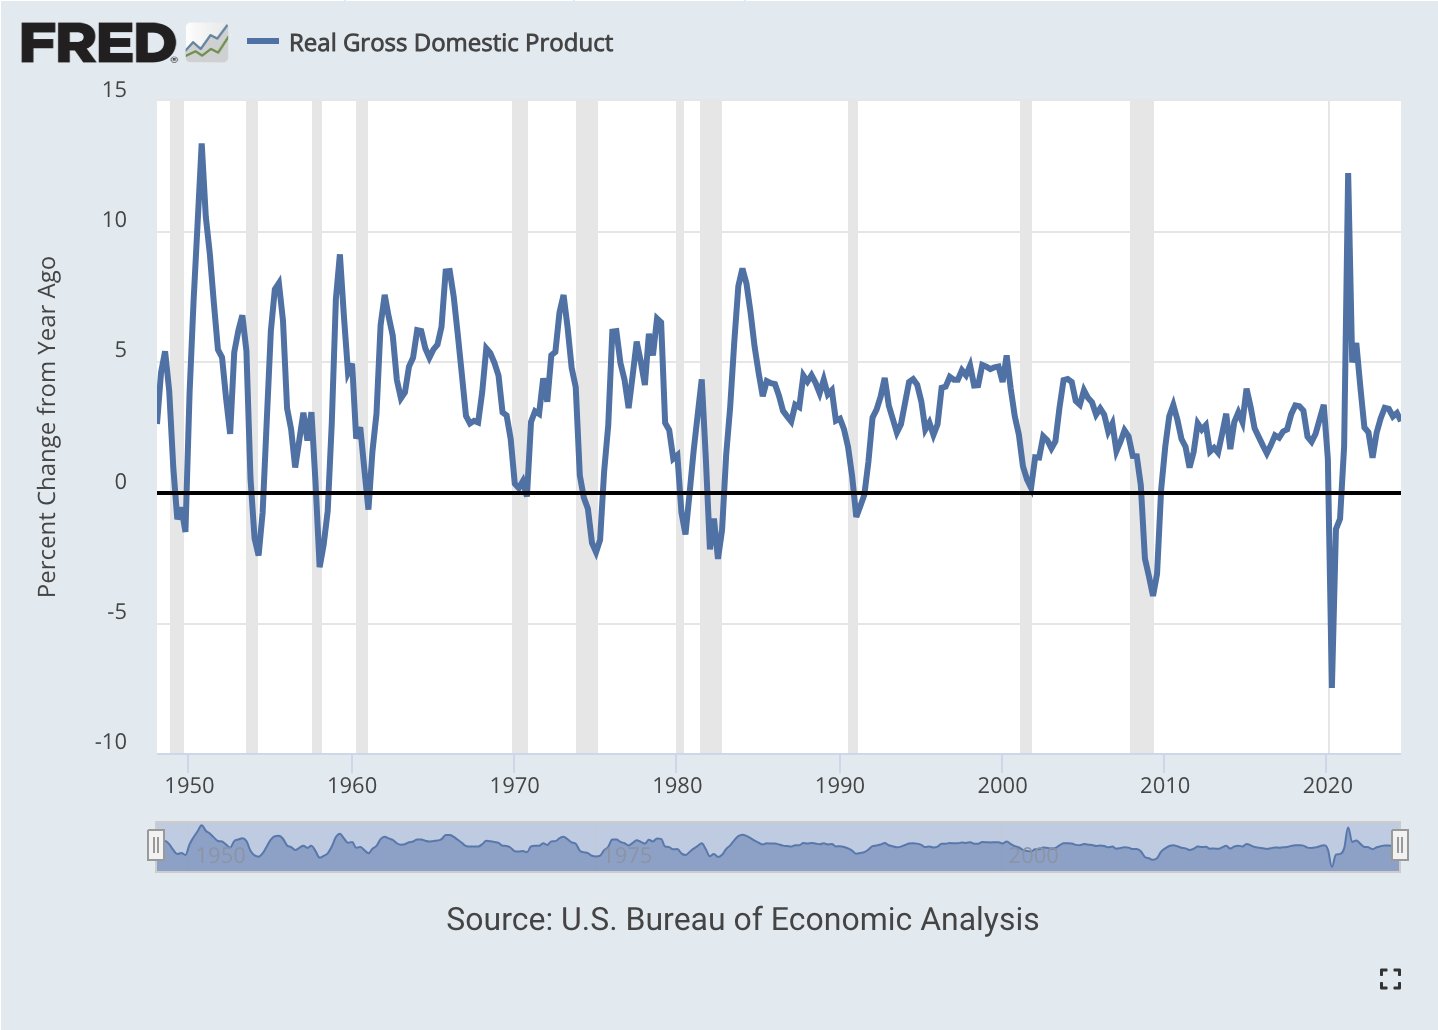 FRED® Real Gross Domestic Product
15
10
5
0
-5
-10
Percent Change from Year Ago
1950 1960 1970 1980 1990 2000 2010 2020
1950 1975 2000
Source: U.S. Bureau of Economic Analysis